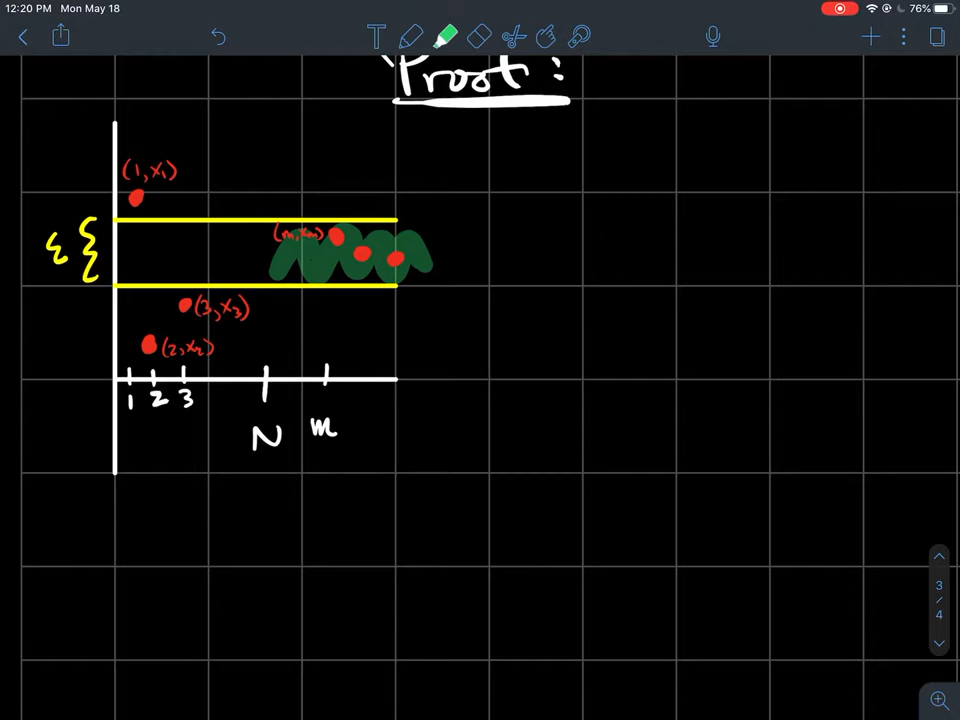 12:20 PM Mon May 18
76%
Proof:
(1, x₁)
ε {
(m, xₘ)
(3, x₃)
(2, x₂)
1 2 3
N m
3
/
4